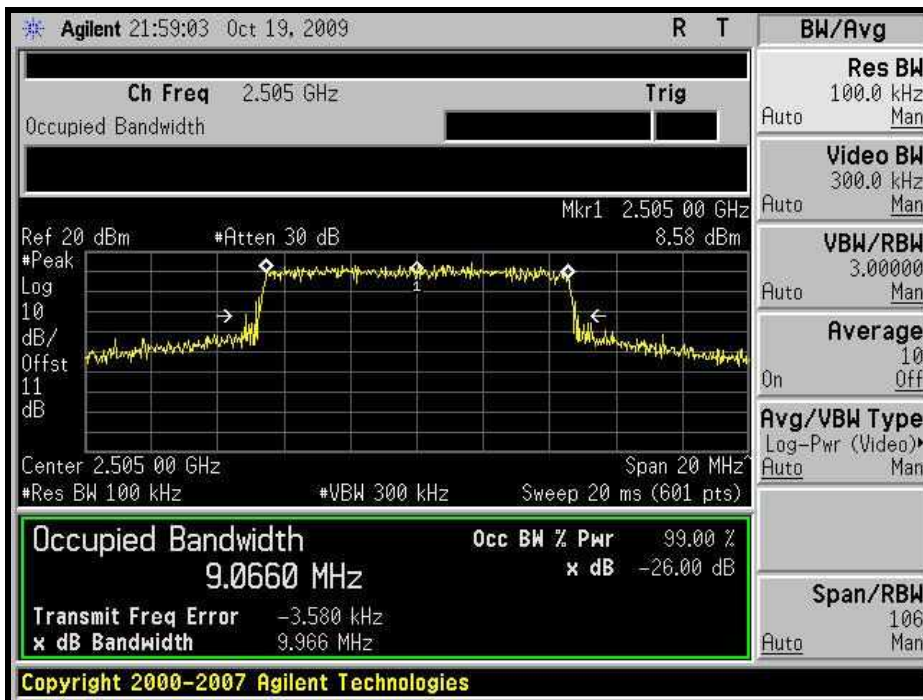 Agilent 21:59:03 Oct 19, 2009 R T
BW/Avg
Ch Freq 2.505 GHz Trig
Occupied Bandwidth
Mkr1 2.505 00 GHz
Ref 20 dBm #Atten 30 dB 8.58 dBm
#Peak
Log
10
dB/
Offst
11
dB
1
Center 2.505 00 GHz Span 20 MHz^
#Res BW 100 kHz #VBW 300 kHz Sweep 20 ms (601 pts)
Occupied Bandwidth
9.0660 MHz
Occ BW % Pwr 99.00 %
x dB -26.00 dB
Transmit Freq Error -3.580 kHz
x dB Bandwidth 9.966 MHz
Copyright 2000-2007 Agilent Technologies
Res BW
100.0 kHz
Auto Man
Video BW
300.0 kHz
Auto Man
VBW/RBW
3.00000
Auto Man
Average
10
On Off
Avg/VBW Type
Log-Pwr (Video)▸
Auto Man
Span/RBW
106
Auto Man